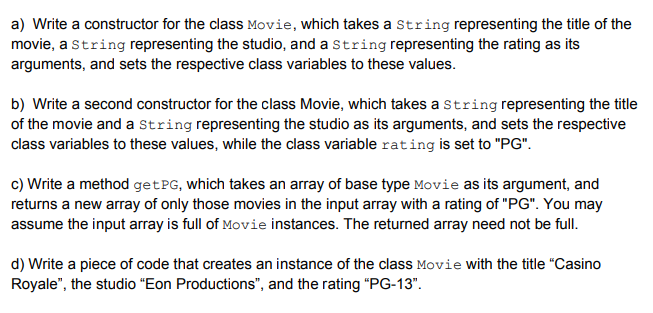 a) Write a constructor for the class Movie, which takes a String representing the title of the
movie, a String representing the studio, and a String representing the rating as its
arguments, and sets the respective class variables to these values.
b) Write a second constructor for the class Movie, which takes a String representing the title
of the movie and a String representing the studio as its arguments, and sets the respective
class variables to these values, while the class variable rating is set to "PG".
c) Write a method getPG, which takes an array of base type Movie as its argument, and
returns a new array of only those movies in the input array with a rating of "PG". You may
assume the input array is full of Movie instances. The returned array need not be full.
d) Write a piece of code that creates an instance of the class Movie with the title “Casino
Royale”, the studio “Eon Productions”, and the rating “PG-13”.